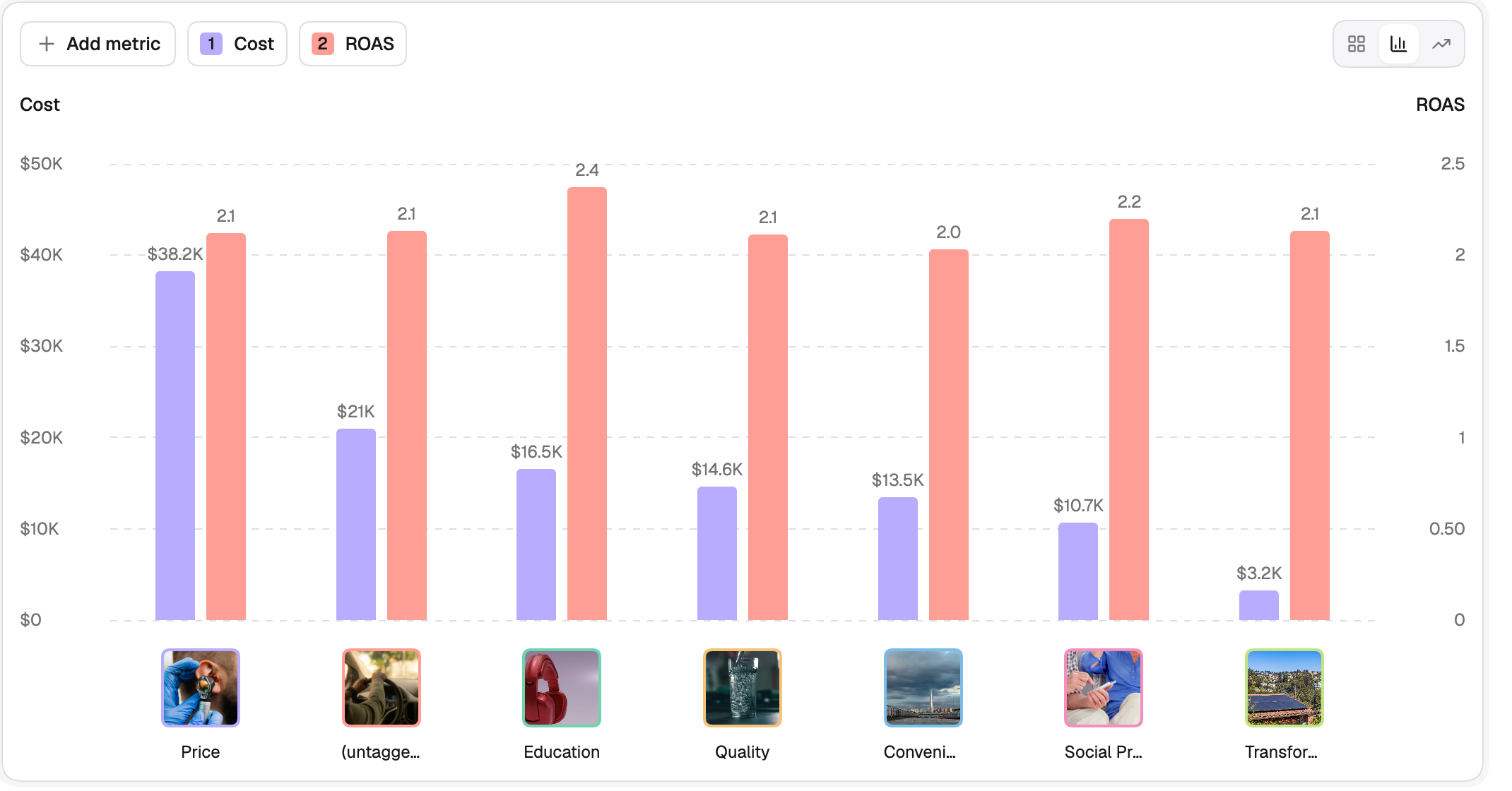 Add metric
1 Cost
2 ROAS
Cost
ROAS
$50K
2.5
$40K
2
$30K
1.5
$20K
1
$10K
0.50
$0
0
$38.2K
2.1
$21K
2.1
$16.5K
2.4
$14.6K
2.1
$13.5K
2.0
$10.7K
2.2
$3.2K
2.1
Price
(untagge...
Education
Quality
Conveni...
Social Pr...
Transfor...